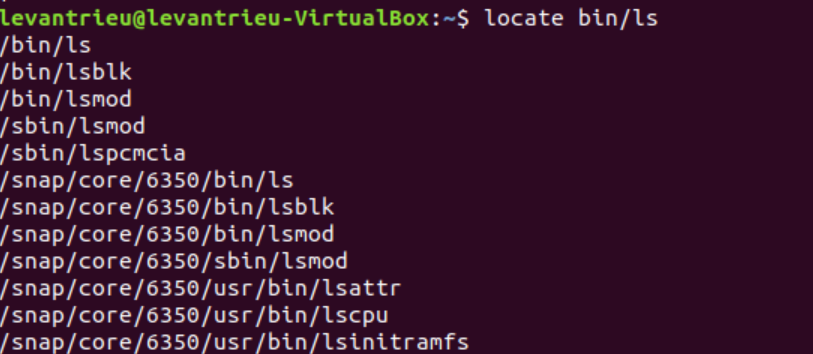 levantrieu@levantrieu-VirtualBox:~$ locate bin/ls
/bin/ls
/bin/lsblk
/bin/lsmod
/sbin/lsmod
/sbin/lspcmcia
/snap/core/6350/bin/ls
/snap/core/6350/bin/lsblk
/snap/core/6350/bin/lsmod
/snap/core/6350/sbin/lsmod
/snap/core/6350/usr/bin/lsattr
/snap/core/6350/usr/bin/lscpu
/snap/core/6350/usr/bin/lsinitramfs